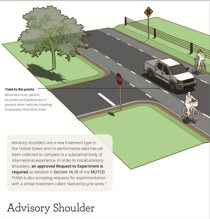 Yield to Bicyclists
Motorists must yield to
bicyclists and pedestrians if
present when vehicles traveling
in opposite directions meet
Advisory Shoulders are a new treatment type in
the United States and no performance data has yet
been collected to compare to a substantial body of
international experience. In order to install advisory
shoulders, an approved Request to Experiment is
required as detailed in Section 1A.10 of the MUTCD.
FHWA is also accepting requests for experimentation
with a similar treatment called “dashed bicycle lanes.”
Advisory Shoulder